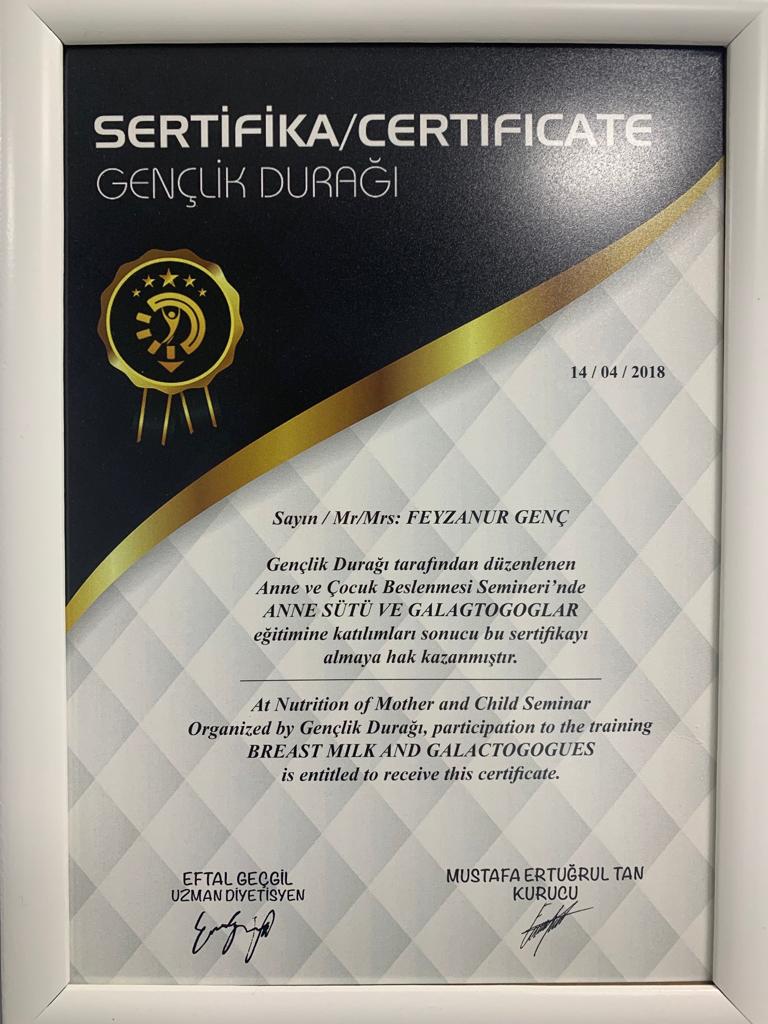 SERTİFİKA/CERTIFICATE
GENÇLİK DURAĞI
14 / 04 / 2018
Sayın / Mr/Mrs: FEYZANUR GENÇ
Gençlik Durağı tarafından düzenlenen
Anne ve Çocuk Beslenmesi Semineri’nde
ANNE SÜTÜ VE GALAGTOGOGLAR
eğitimine katılımları sonucu bu sertifikayı
almaya hak kazanmıştır.
At Nutrition of Mother and Child Seminar
Organized by Gençlik Durağı, participation to the training
BREAST MILK AND GALACTOGOGUES
is entitled to receive this certificate.
EFTAL GEÇGİL
UZMAN DİYETİSYEN
MUSTAFA ERTUĞRUL TAN
KURUCU